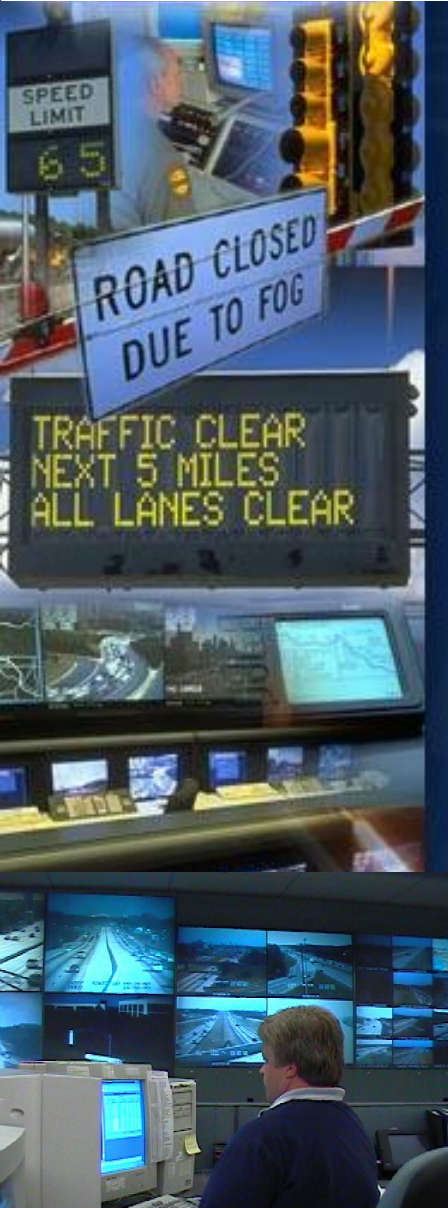 SPEED
LIMIT
65
ROAD CLOSED
DUE TO FOG
TRAFFIC CLEAR
NEXT 5 MILES
ALL LANES CLEAR